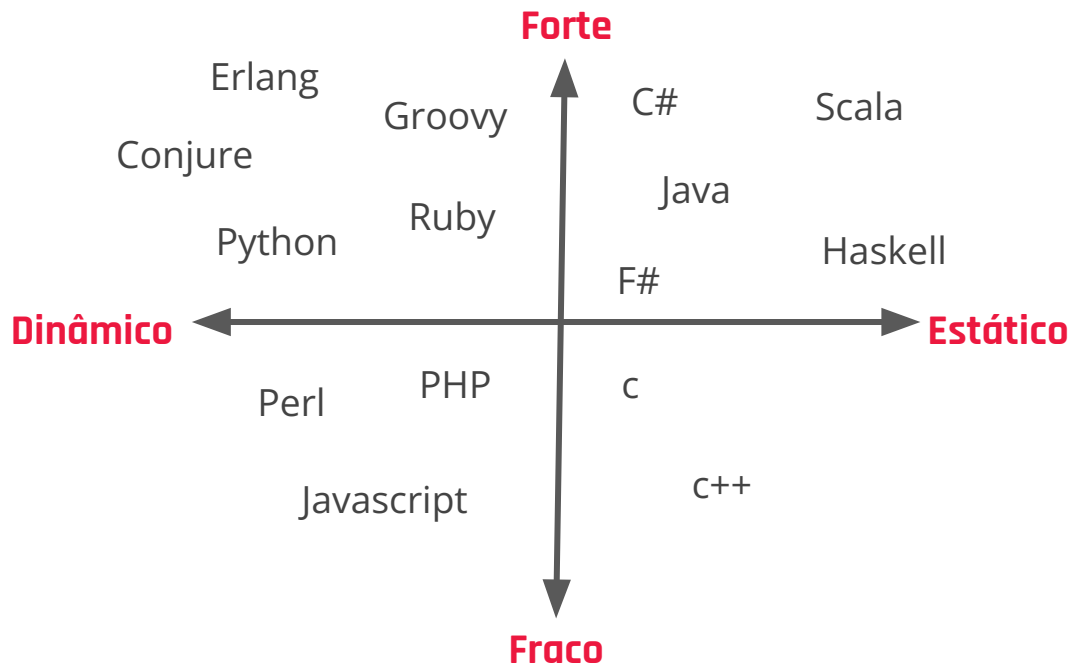 Forte
Erlang
Groovy
C#
Scala
Conjure
Java
Ruby
Python
Haskell
F#
Dinâmico
Estático
PHP
c
Perl
c++
Javascript
Fraco